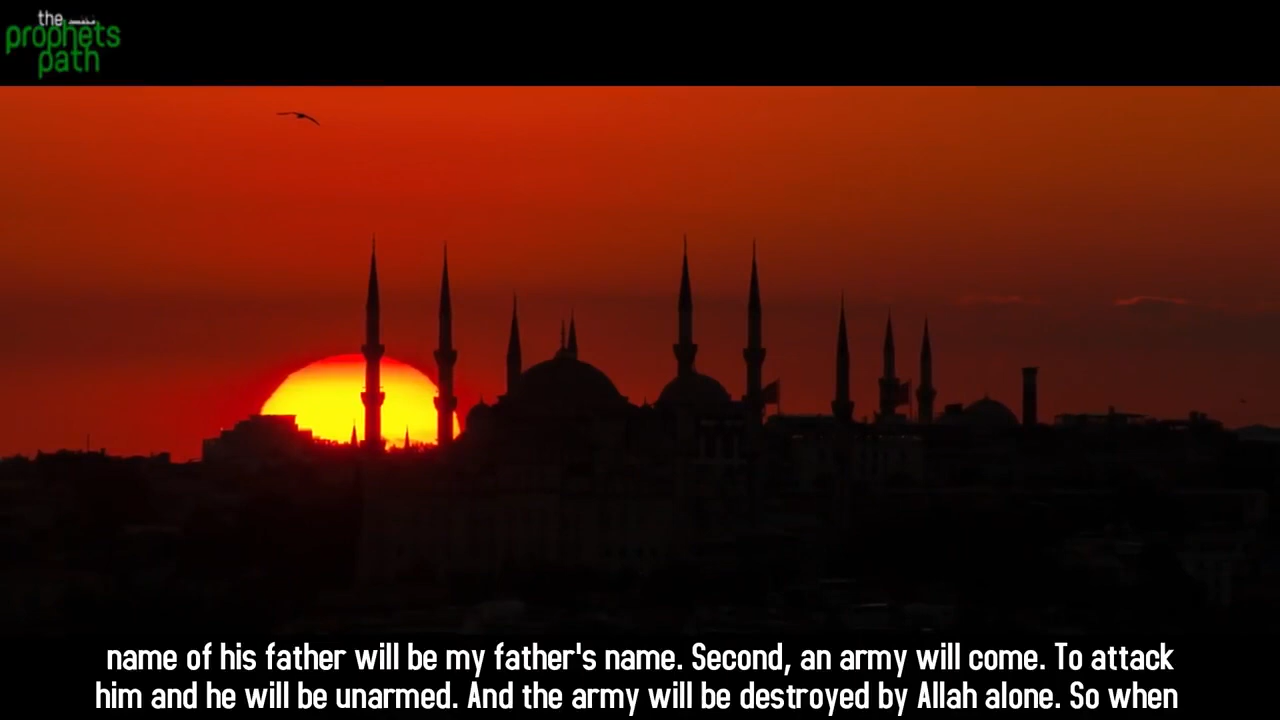 the
prophets
path
name of his father will be my father's name. Second, an army will come. To attack
him and he will be unarmed. And the army will be destroyed by Allah alone. So when